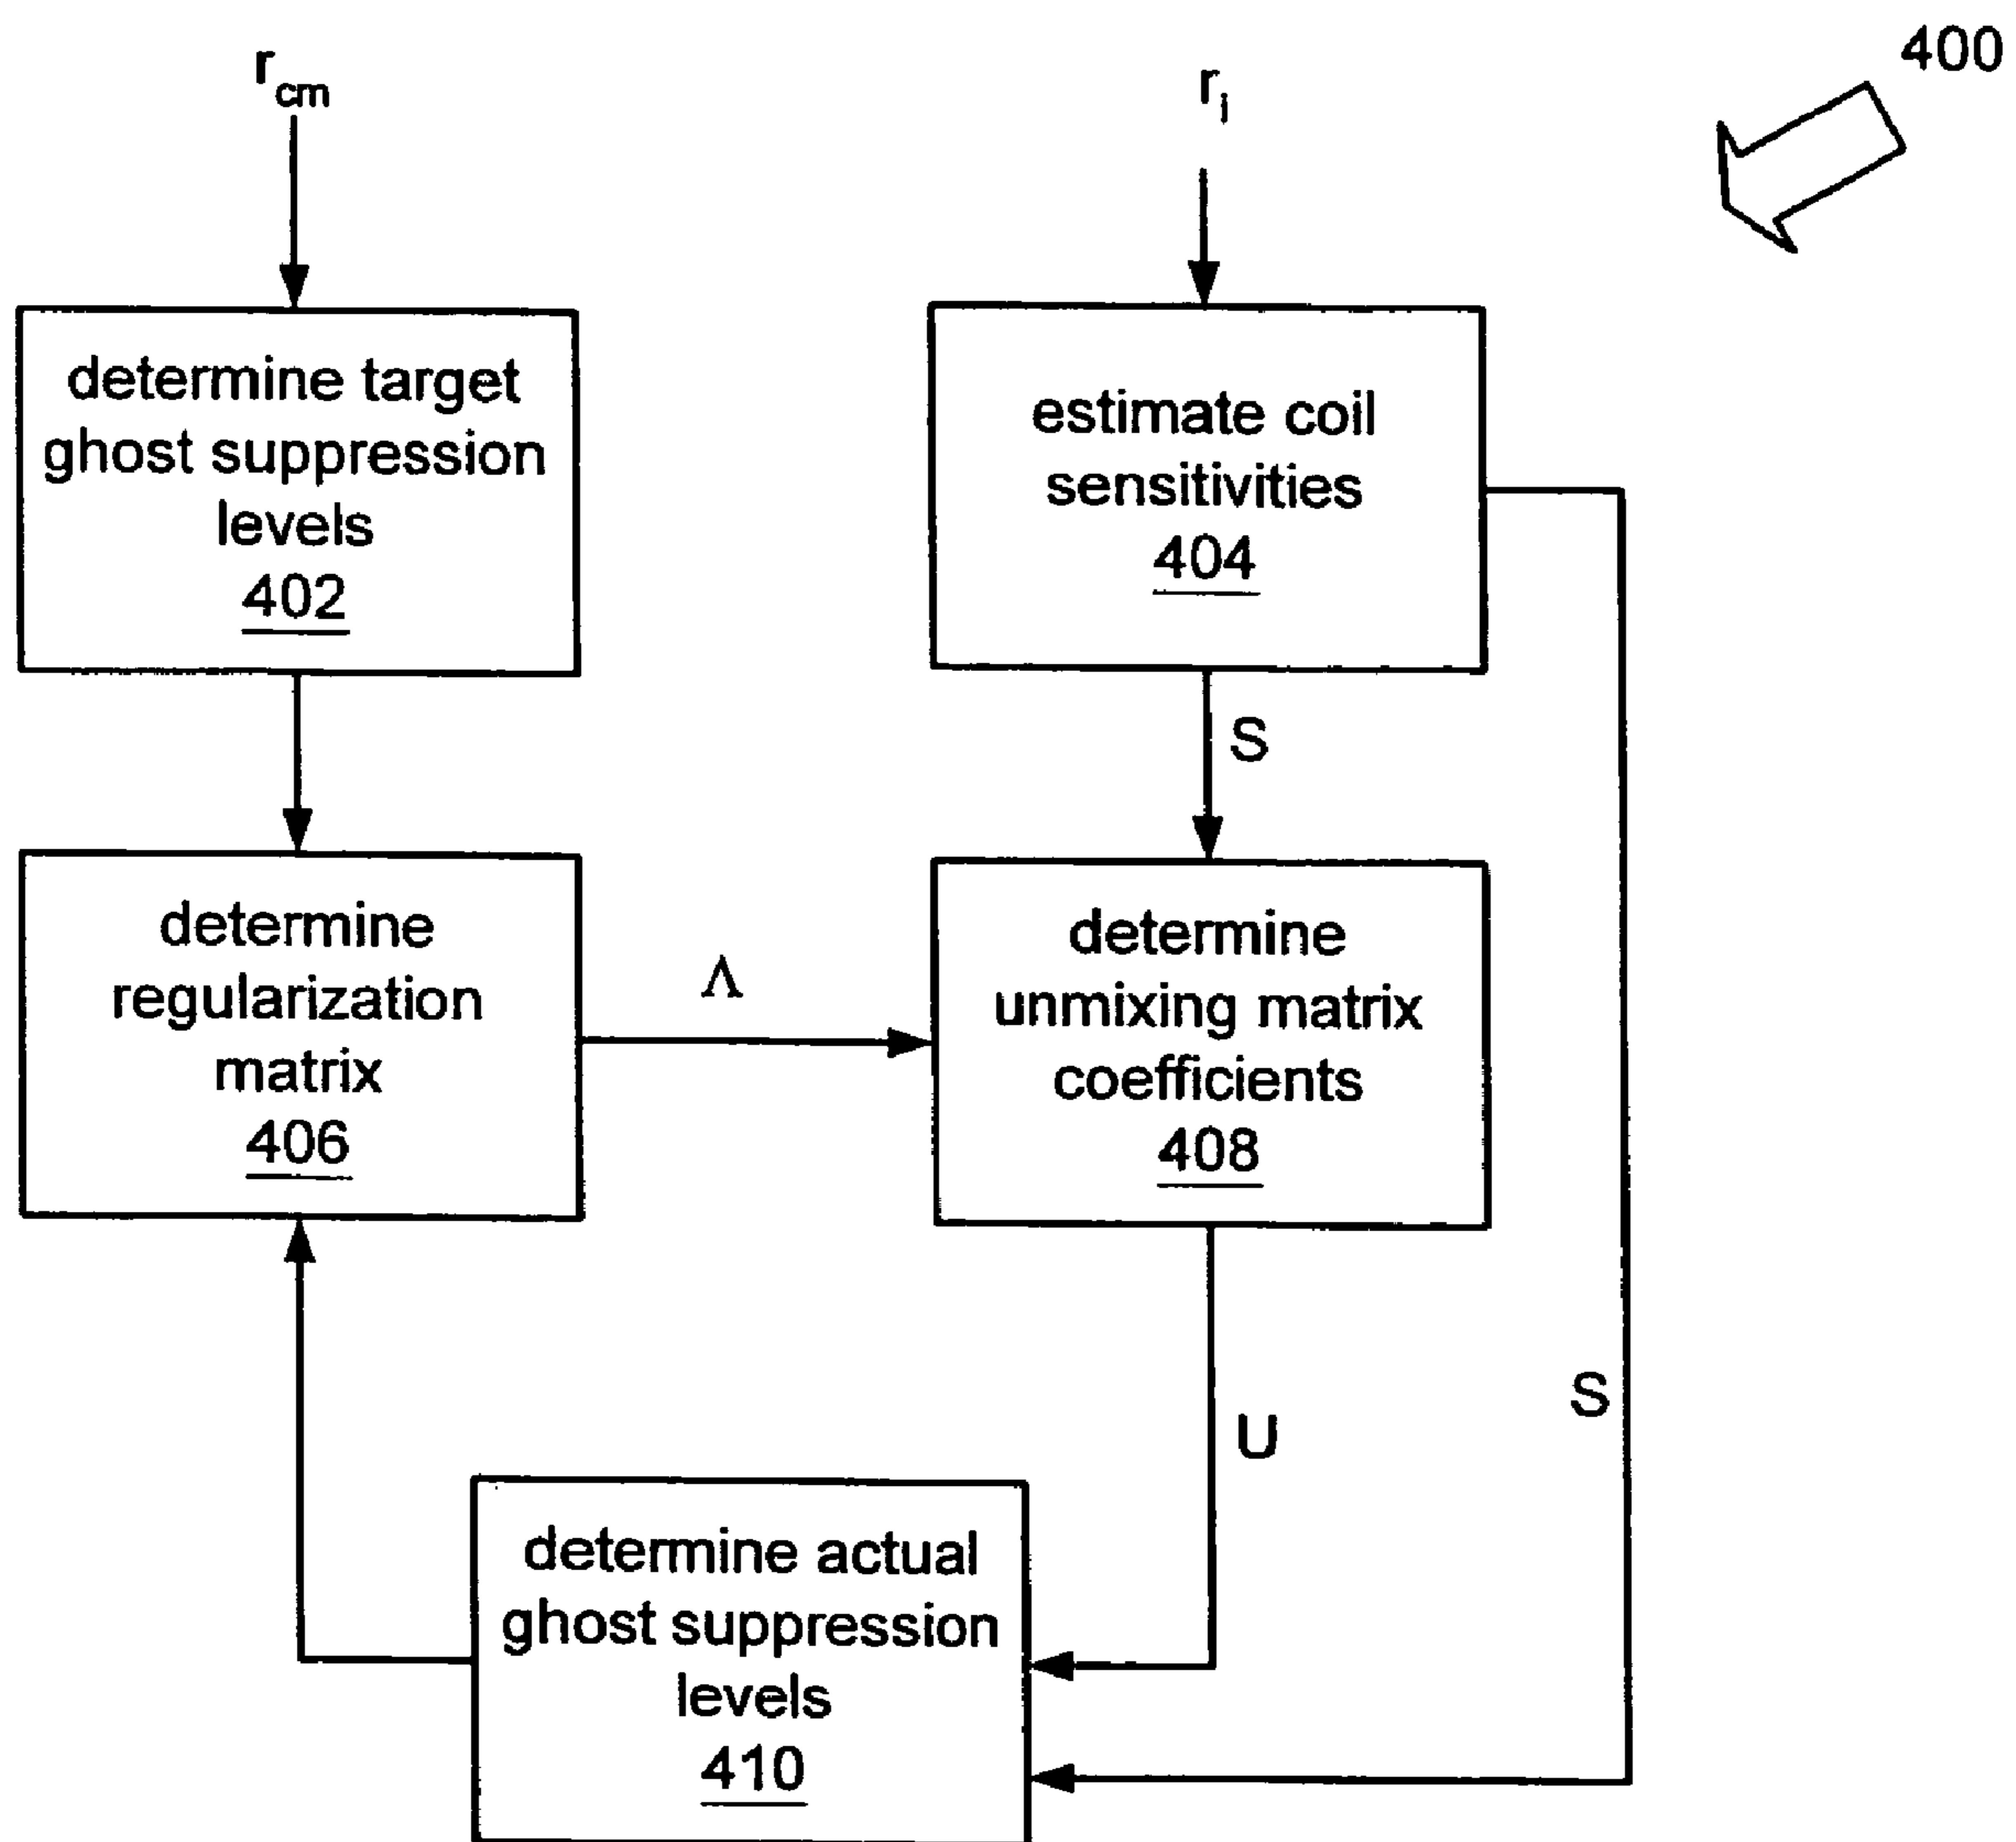 400
r_cm
r_i
determine target
ghost suppression
levels
402
estimate coil
sensitivities
404
S
determine
regularization
matrix
406
Λ
determine
unmixing matrix
coefficients
408
S
U
determine actual
ghost suppression
levels
410